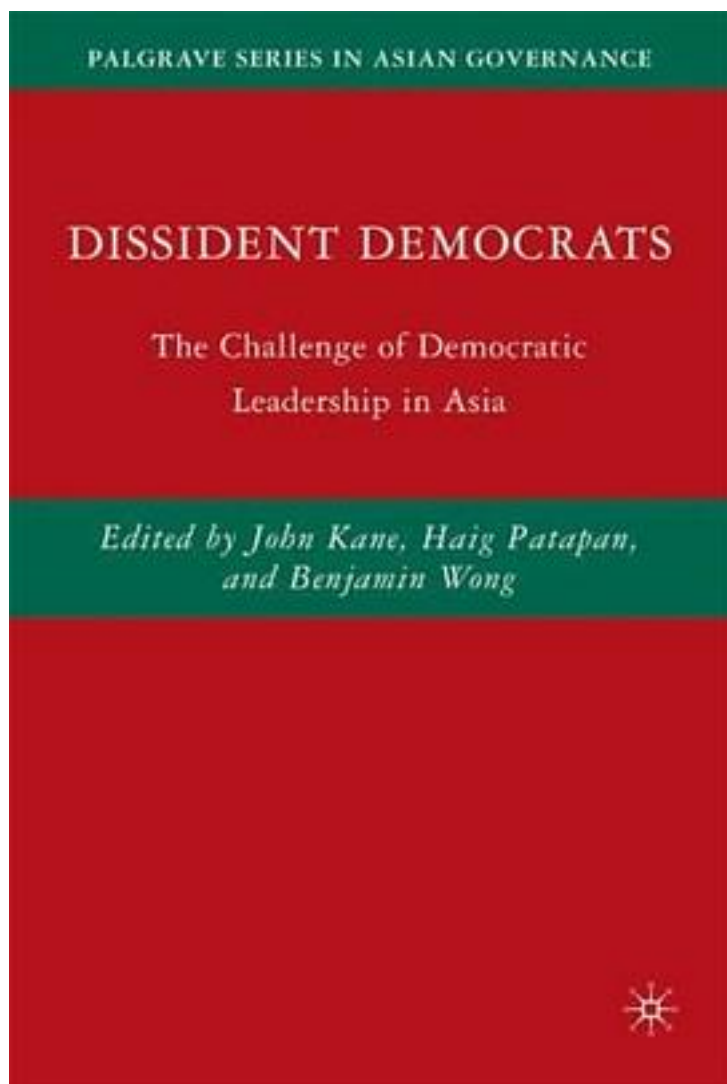 PALGRAVE SERIES IN ASIAN GOVERNANCE
DISSIDENT DEMOCRATS
The Challenge of Democratic
Leadership in Asia
Edited by John Kane, Haig Patapan,
and Benjamin Wong